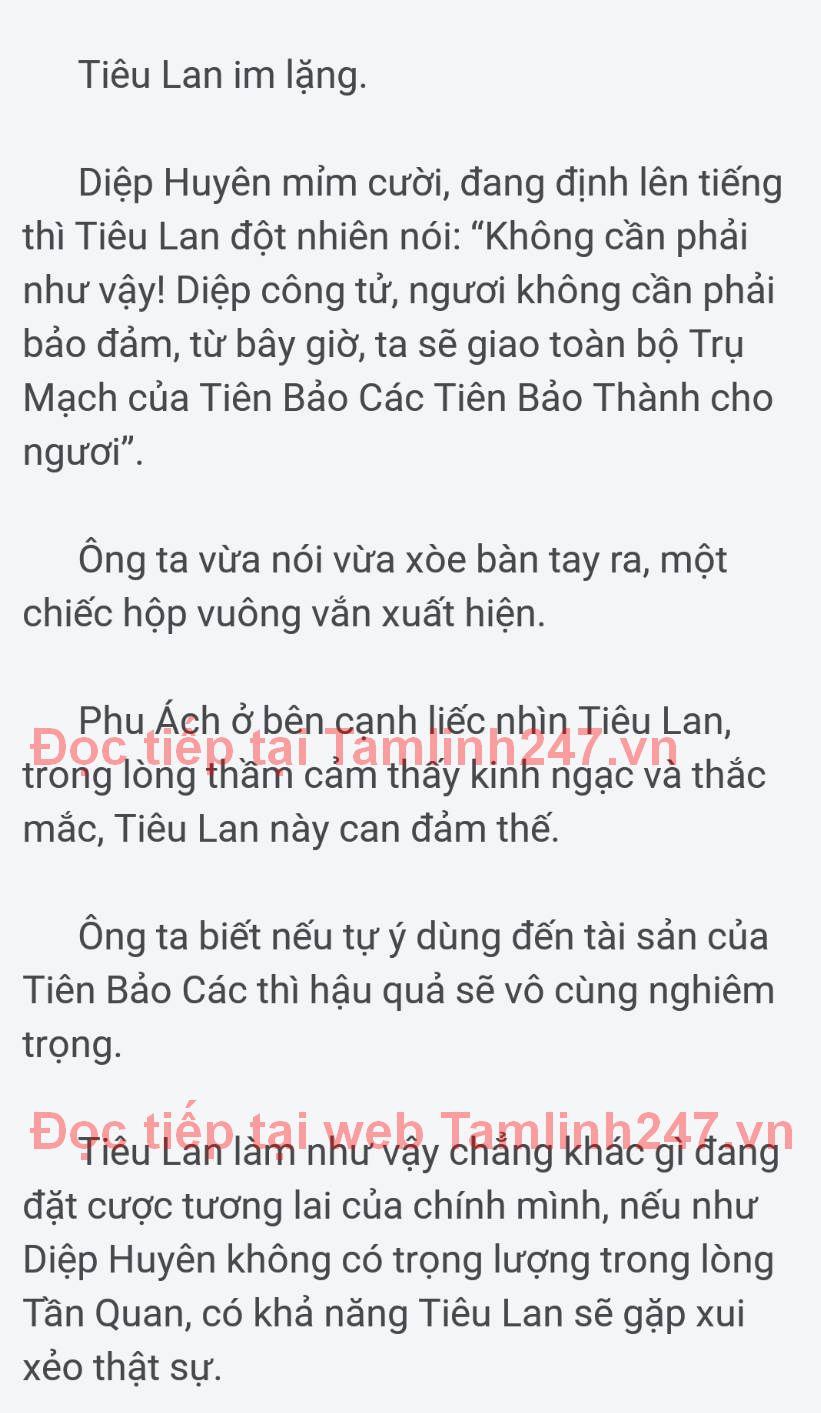 Tiêu Lan im lặng.
Diệp Huyên mỉm cười, đang định lên tiếng
thì Tiêu Lan đột nhiên nói: “Không cần phải
như vậy! Diệp công tử, ngươi không cần phải
bảo đảm, từ bây giờ, ta sẽ giao toàn bộ Trụ
Mạch của Tiên Bảo Các Tiên Bảo Thành cho
ngươi”.
Ông ta vừa nói vừa xòe bàn tay ra, một
chiếc hộp vuông vắn xuất hiện.
Phu Ách ở bên cạnh liếc nhìn Tiêu Lan,
Đọc tiếp tại Tamlinh247.vn
trong lòng thầm cảm thấy kinh ngạc và thắc
mắc, Tiêu Lan này can đảm thế.
Ông ta biết nếu tự ý dùng đến tài sản của
Tiên Bảo Các thì hậu quả sẽ vô cùng nghiêm
trọng.
Đọc tiếp tại web Tamlinh247.vn
Tiêu Lan làm như vậy chẳng khác gì đang
đặt cược tương lai của chính mình, nếu như
Diệp Huyên không có trọng lượng trong lòng
Tần Quan, có khả năng Tiêu Lan sẽ gặp xui
xẻo thật sự.